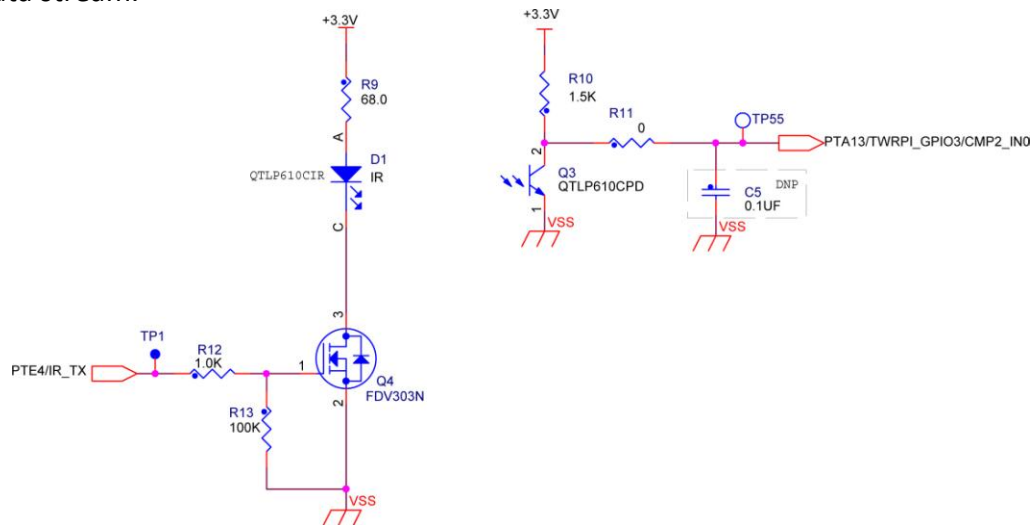 +3.3V
R9
68.0
A
D1
QTLP610CIR
IR
C
3
TP1
R12
PTE4/IR_TX
1.0K
1
Q4
FDV303N
2
R13
100K
VSS
+3.3V
R10
1.5K
R11
0
TP55
PTA13/TWRPI_GPIO3/CMP2_IN0
2
Q3
QTLP610CPD
1
VSS
DNP
C5
0.1UF
VSS